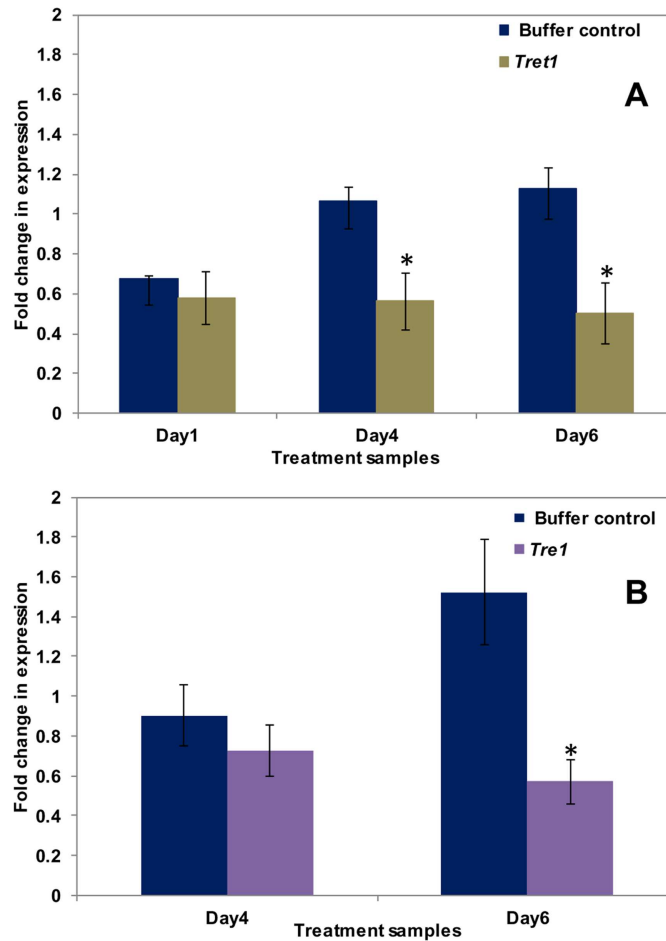 2
1.8
1.6
1.4
1.2
1
0.8
0.6
0.4
0.2
0
Fold change in expression
Buffer control
Tret1
A
*
*
Day1
Day4
Day6
Treatment samples
2
1.8
1.6
1.4
1.2
1
0.8
0.6
0.4
0.2
0
Fold change in expression
Buffer control
Tre1
B
*
Day4
Day6
Treatment samples